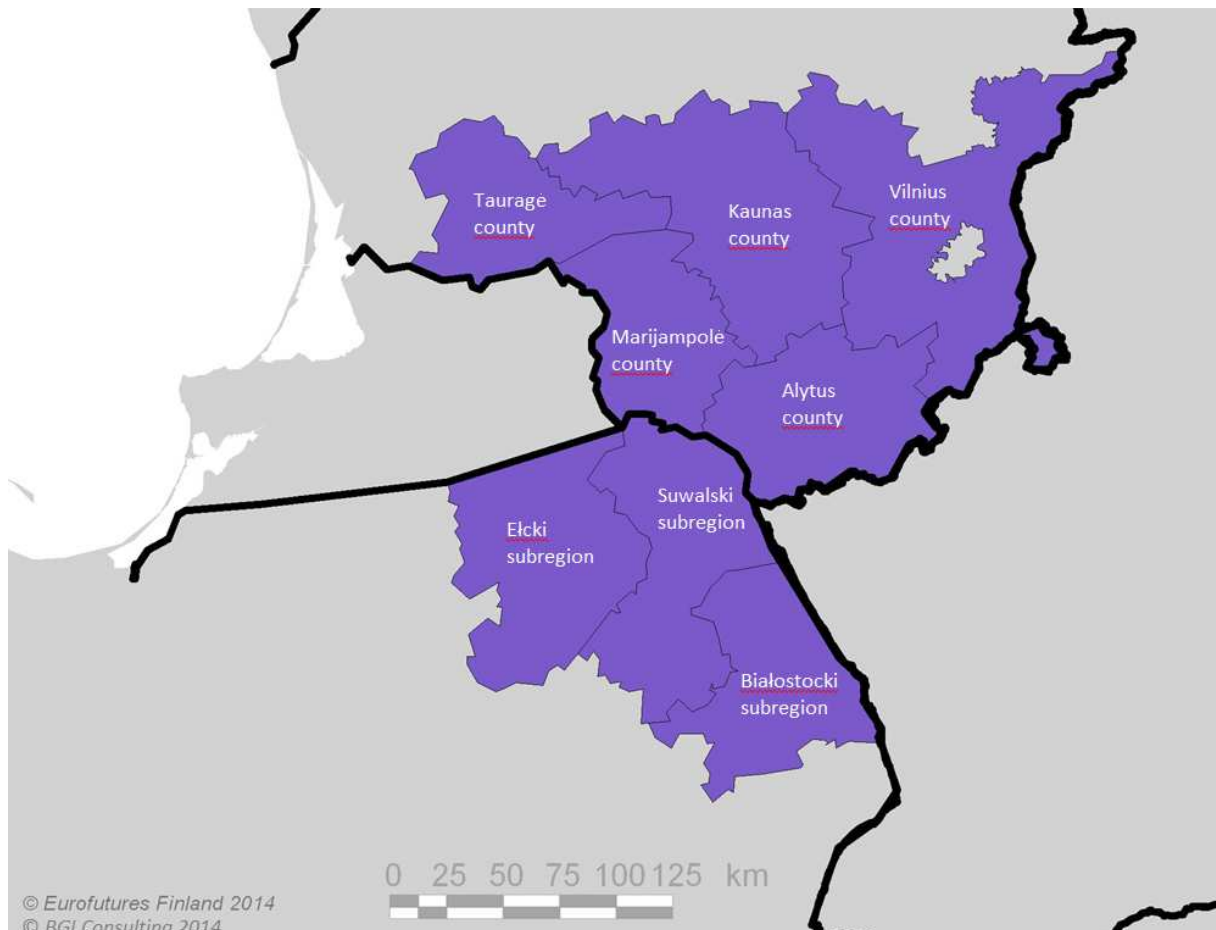 Tauragė
county
Kaunas
county
Vilnius
county
Marijampolė
county
Alytus
county
Suwalski
subregion
Ełcki
subregion
Białostocki
subregion
0 25 50 75 100 125 km
© Eurofutures Finland 2014
© BGI Consulting 2014